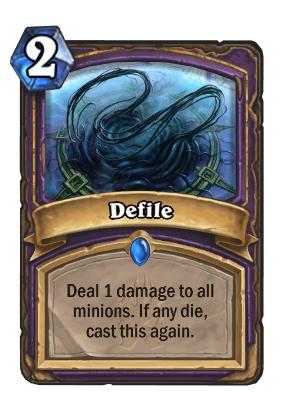 2
Defile
Deal 1 damage to all
minions. If any die,
cast this again.